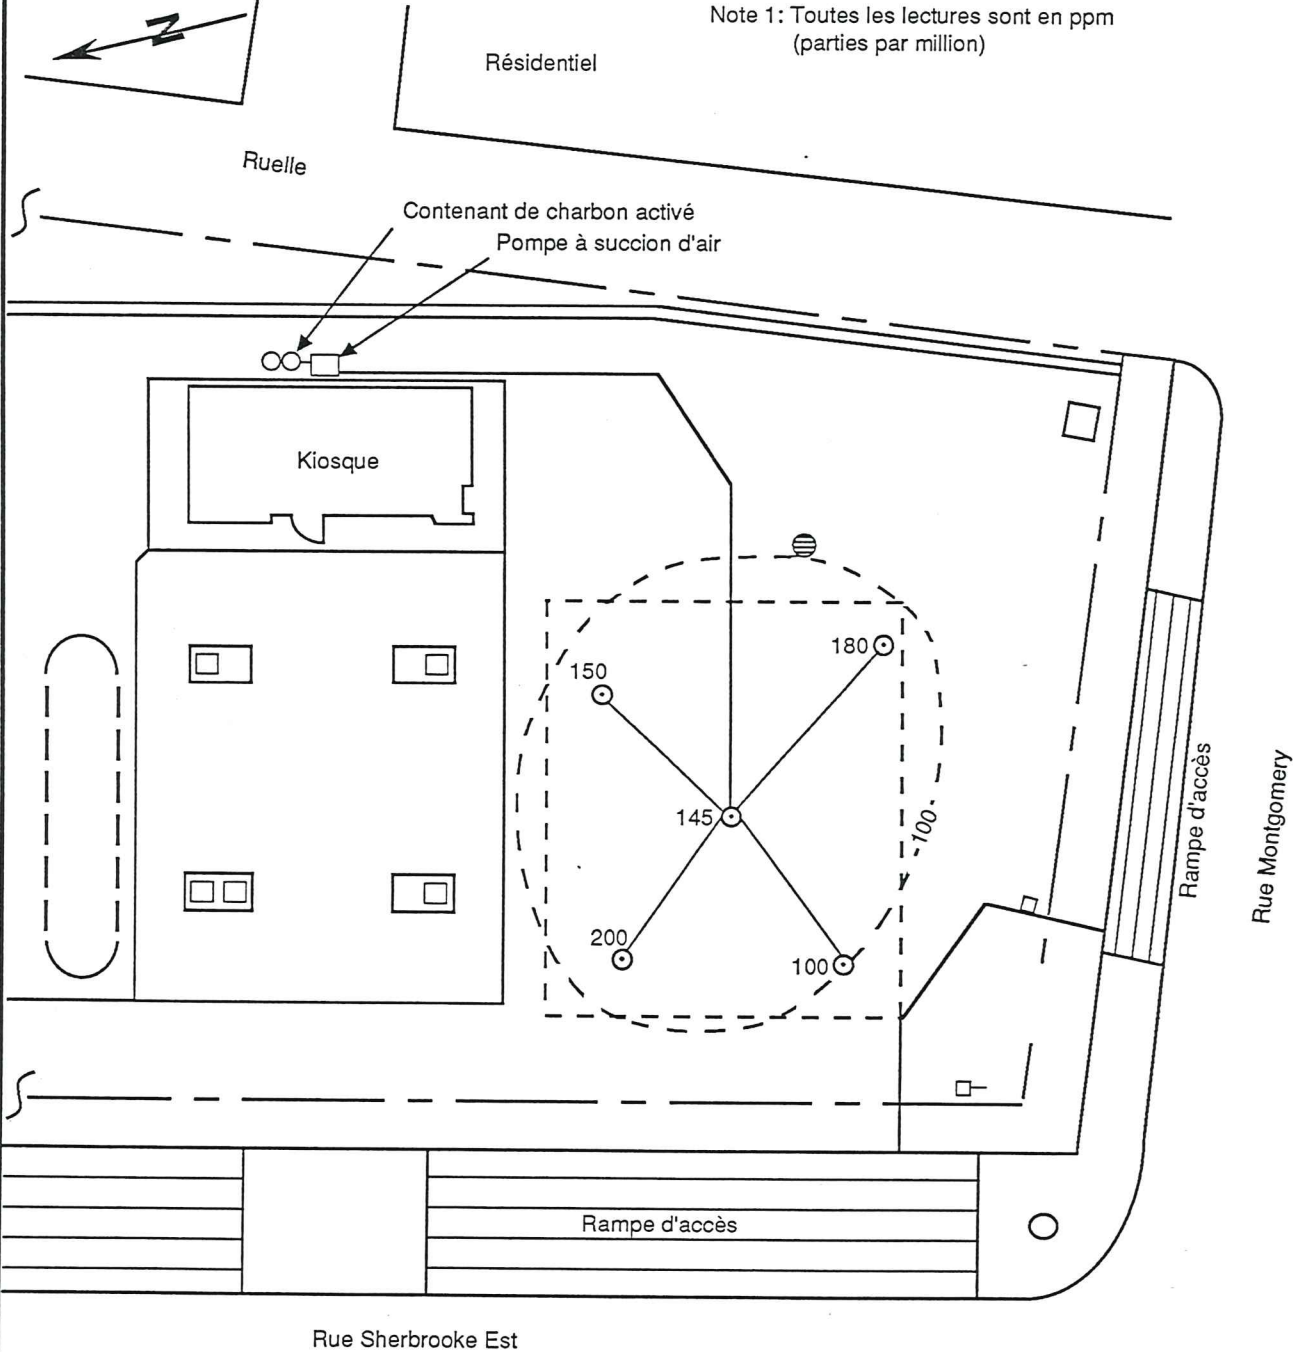 N
Note 1: Toutes les lectures sont en ppm
(parties par million)
Résidentiel
Ruelle
Contenant de charbon activé
Pompe à succion d'air
Kiosque
180
150
145
-100-
200
100
Rampe d'accès
Rue Montgomery
Rampe d'accès
Rue Sherbrooke Est